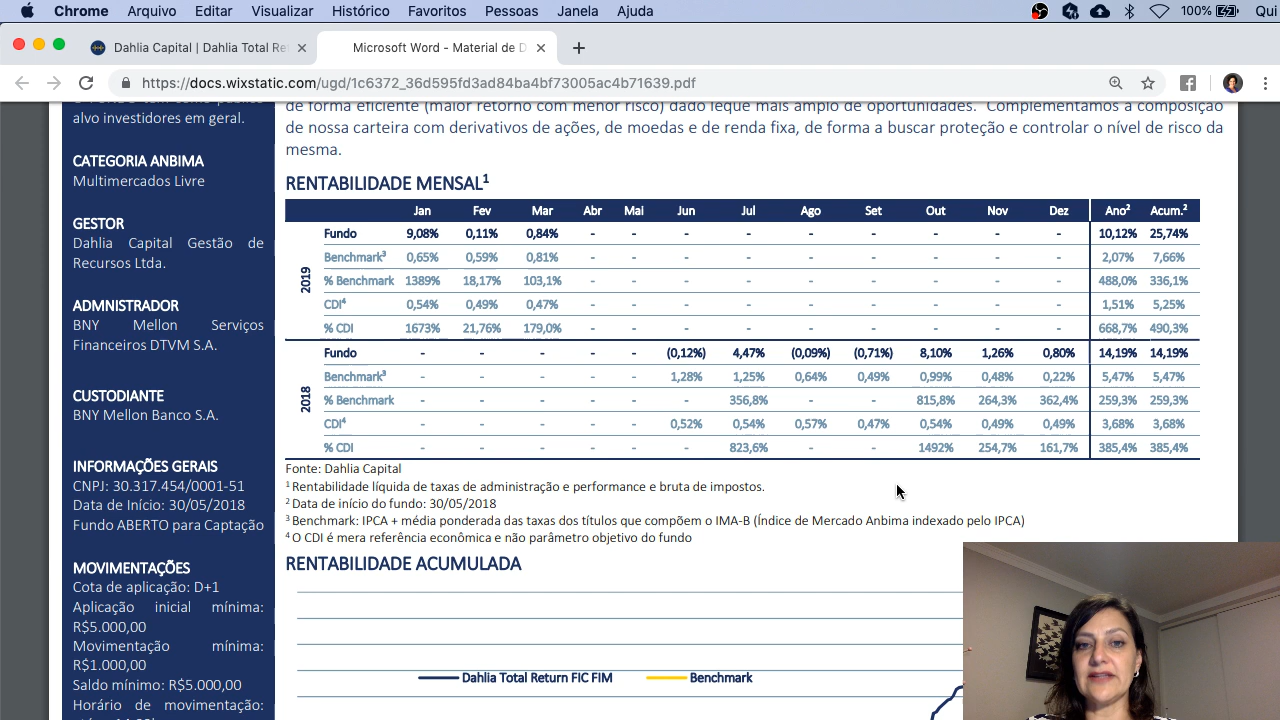 Chrome Arquivo Editar Visualizar Histórico Favoritos Pessoas Janela Ajuda 100% Qui
Dahlia Capital | Dahlia Total Re
Microsoft Word - Material de D
https://docs.wixstatic.com/ugd/1c6372_36d595fd3ad84ba4bf73005ac4b71639.pdf
alvo investidores em geral.
CATEGORIA ANBIMA
Multimercados Livre
GESTOR
Dahlia Capital Gestão de
Recursos Ltda.
ADMNISTRADOR
BNY Mellon Serviços
Financeiros DTVM S.A.
CUSTODIANTE
BNY Mellon Banco S.A.
INFORMAÇÕES GERAIS
CNPJ: 30.317.454/0001-51
Data de Início: 30/05/2018
Fundo ABERTO para Captação
MOVIMENTAÇÕES
Cota de aplicação: D+1
Aplicação inicial mínima:
R$5.000,00
Movimentação mínima:
R$1.000,00
Saldo mínimo: R$5.000,00
Horário de movimentação:
de forma eficiente (maior retorno com menor risco) dado leque mais amplo de oportunidades. Complementamos a composição
de nossa carteira com derivativos de ações, de moedas e de renda fixa, de forma a buscar proteção e controlar o nível de risco da
mesma.
RENTABILIDADE MENSAL¹
Jan Fev Mar Abr Mai Jun Jul Ago Set Out Nov Dez Ano² Acum.²
2019
Fundo 9,08% 0,11% 0,84% - - - - - - - - - 10,12% 25,74%
Benchmark³ 0,65% 0,59% 0,81% - - - - - - - - - 2,07% 7,66%
% Benchmark 1389% 18,17% 103,1% - - - - - - - - - 488,0% 336,1%
CDI⁴ 0,54% 0,49% 0,47% - - - - - - - - - 1,51% 5,25%
% CDI 1673% 21,76% 179,0% - - - - - - - - - 668,7% 490,3%
2018
Fundo - - - - - (0,12%) 4,47% (0,09%) (0,71%) 8,10% 1,26% 0,80% 14,19% 14,19%
Benchmark³ - - - - - 1,28% 1,25% 0,64% 0,49% 0,99% 0,48% 0,22% 5,47% 5,47%
% Benchmark - - - - - - 356,8% - - 815,8% 264,3% 362,4% 259,3% 259,3%
CDI⁴ - - - - - 0,52% 0,54% 0,57% 0,47% 0,54% 0,49% 0,49% 3,68% 3,68%
% CDI - - - - - - 823,6% - - 1492% 254,7% 161,7% 385,4% 385,4%
Fonte: Dahlia Capital
¹ Rentabilidade líquida de taxas de administração e performance e bruta de impostos.
² Data de início do fundo: 30/05/2018
³ Benchmark: IPCA + média ponderada das taxas dos títulos que compõem o IMA-B (Índice de Mercado Anbima indexado pelo IPCA)
⁴ O CDI é mera referência econômica e não parâmetro objetivo do fundo
RENTABILIDADE ACUMULADA
Dahlia Total Return FIC FIM
Benchmark